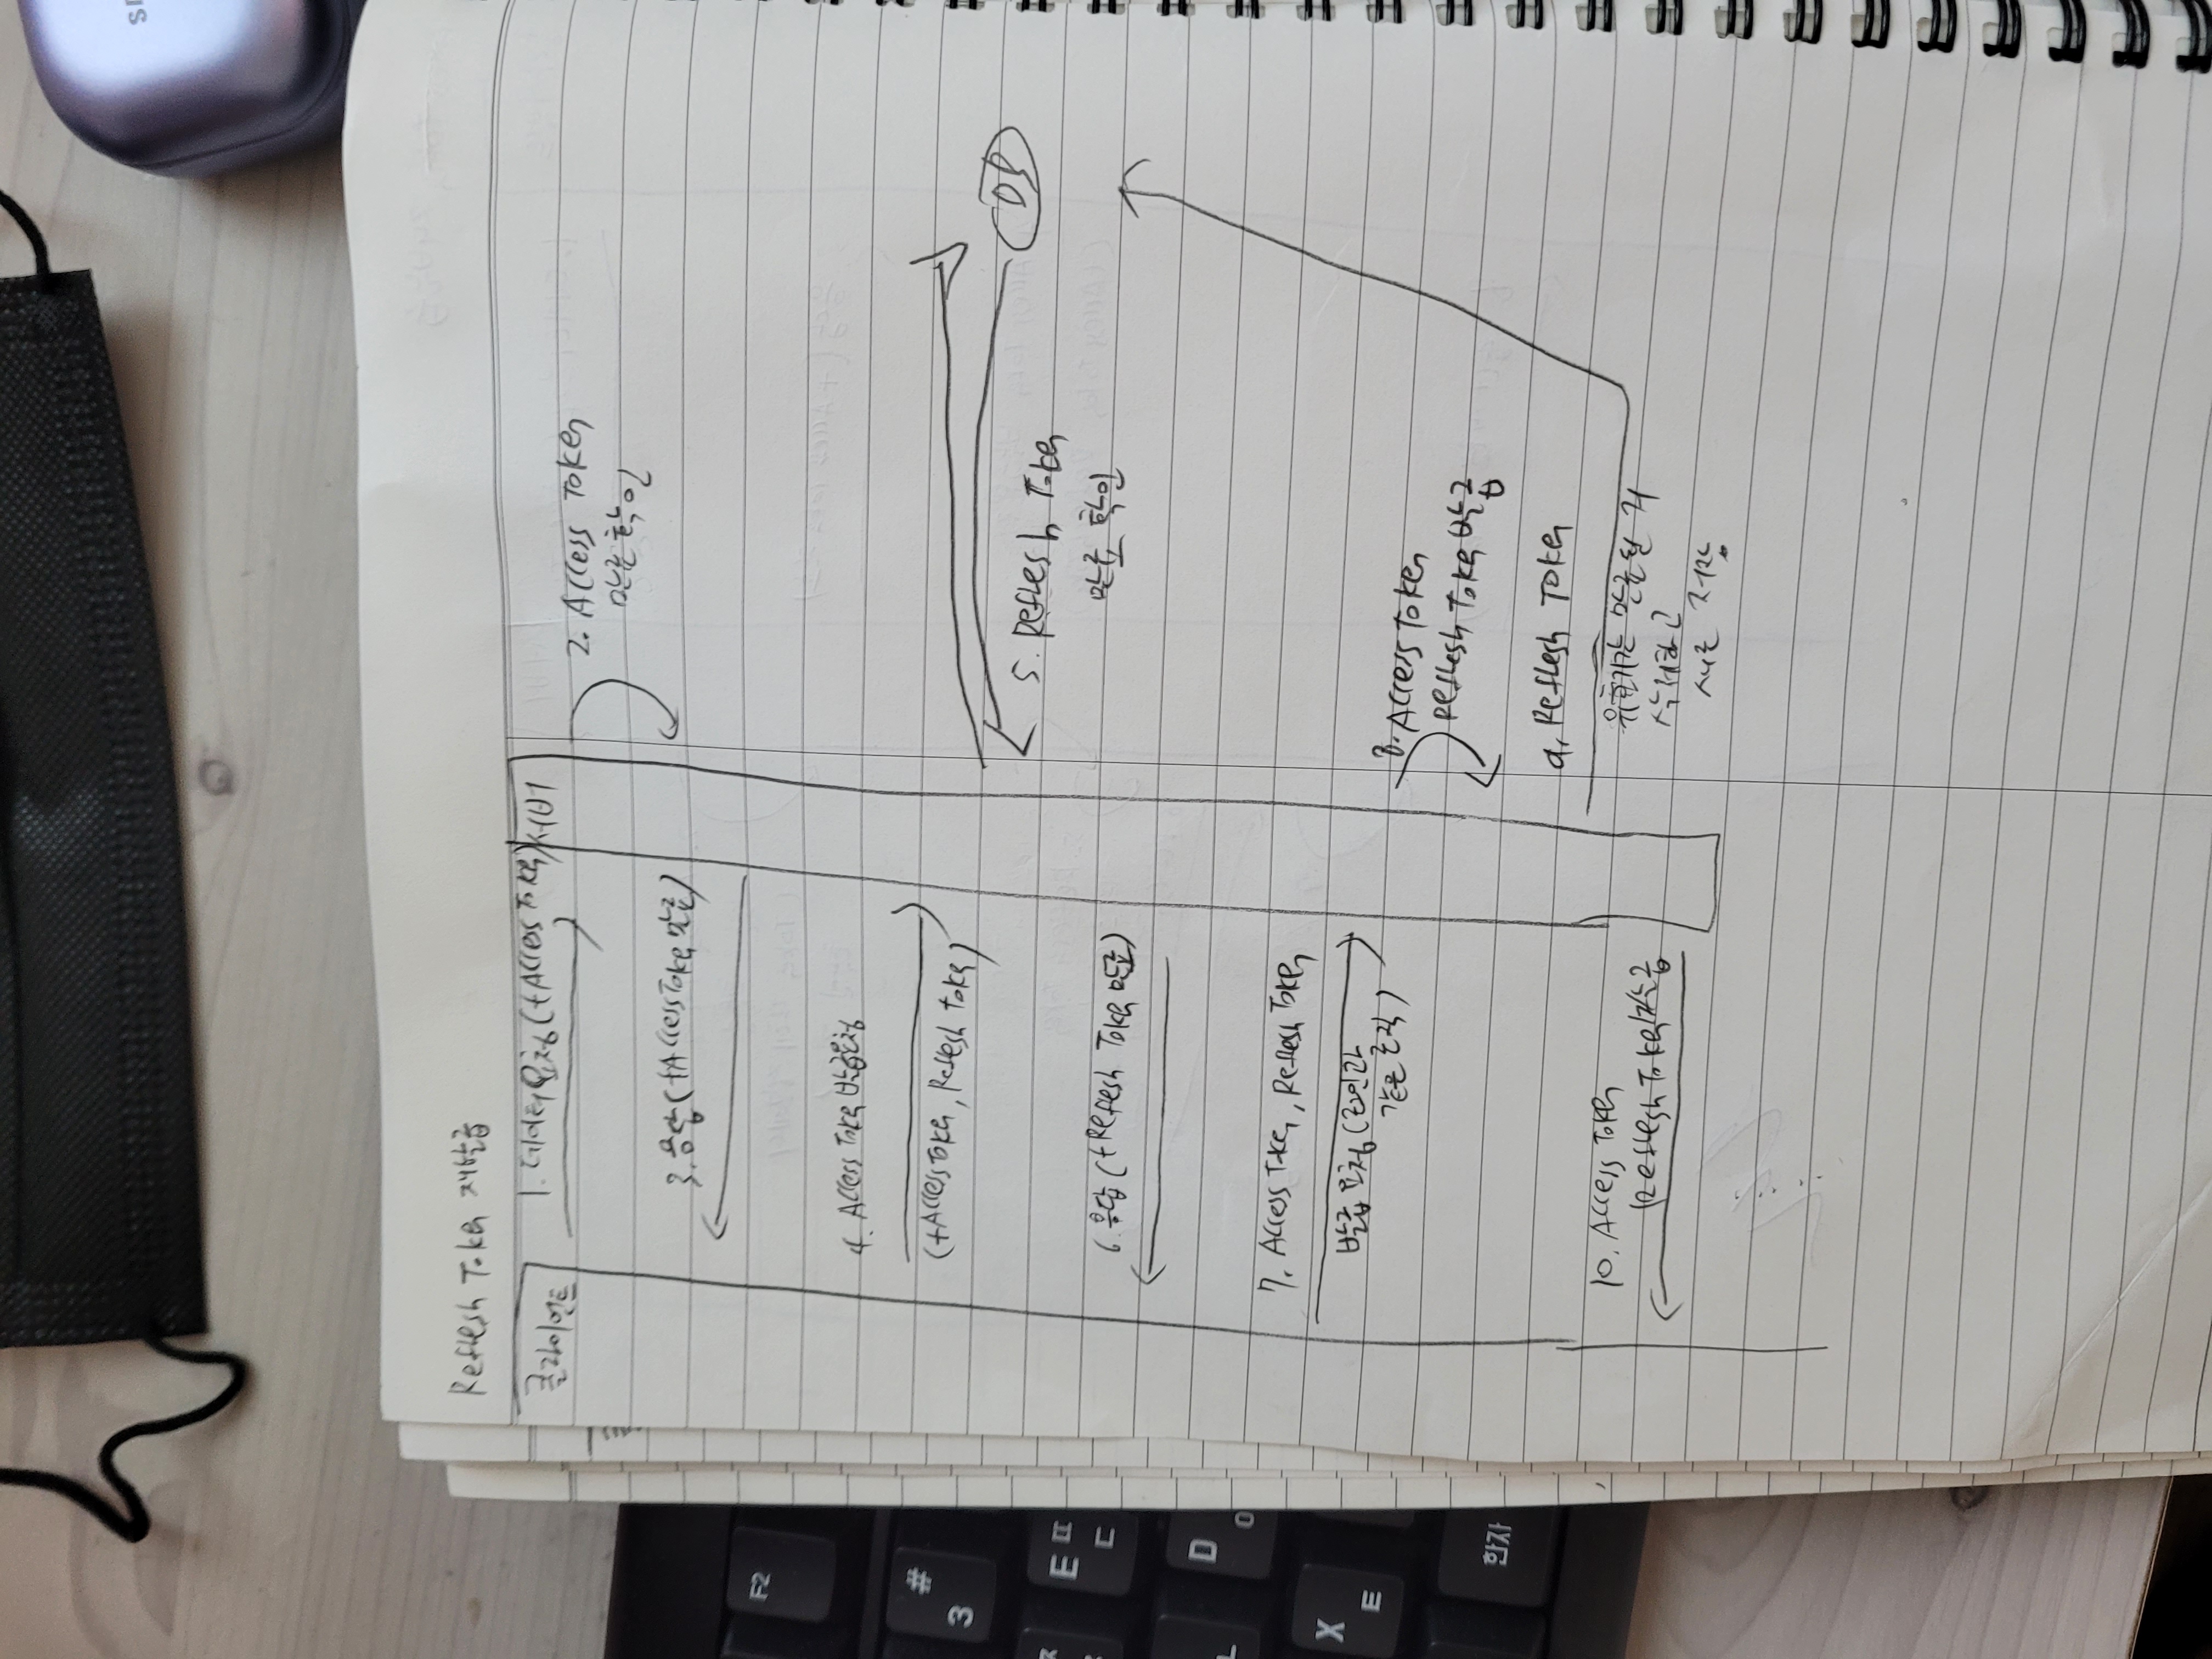 Reflesh Token 재발급
클라이언트
1. 데이터 요청 (+Access Token)
서버
2. Access Token
만료 확인
3. 응답 (+Access Token 만료)
4. Access Token 발급요청
(+Access Token, Reflesh token)
DB
5. Reflesh Token
만료 확인
6. 응답 (+Reflesh Token 만료)
7. Access Token, Reflesh Token
발급 요청 (로그인과
같은 로직)
8. Access Token
Reflesh Token 발급
9. Reflesh Token
유효기간 만료된 거
삭제하고
새로 저장
10. Access Token
Reflesh Token
F2
#
3
E ㄸ
ㄷ
D
X
ㅌ
한자